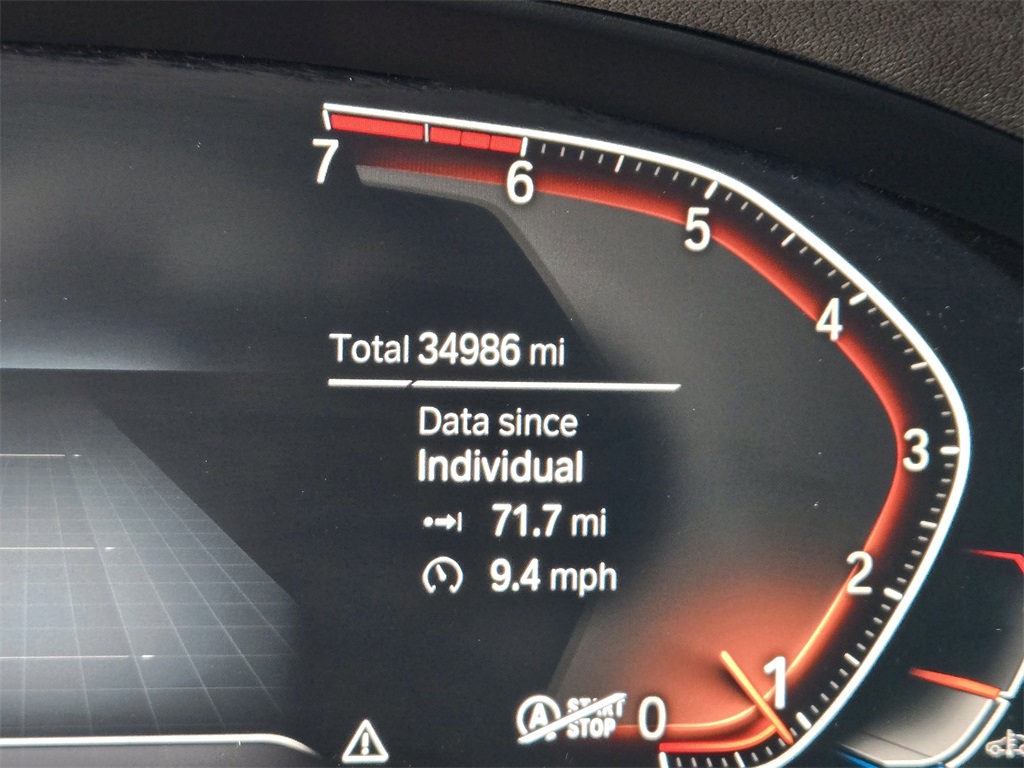 7
6
5
4
Total 34986 mi
Data since
Individual
3
71.7 mi
2
9.4 mph
1
A START
STOP
0